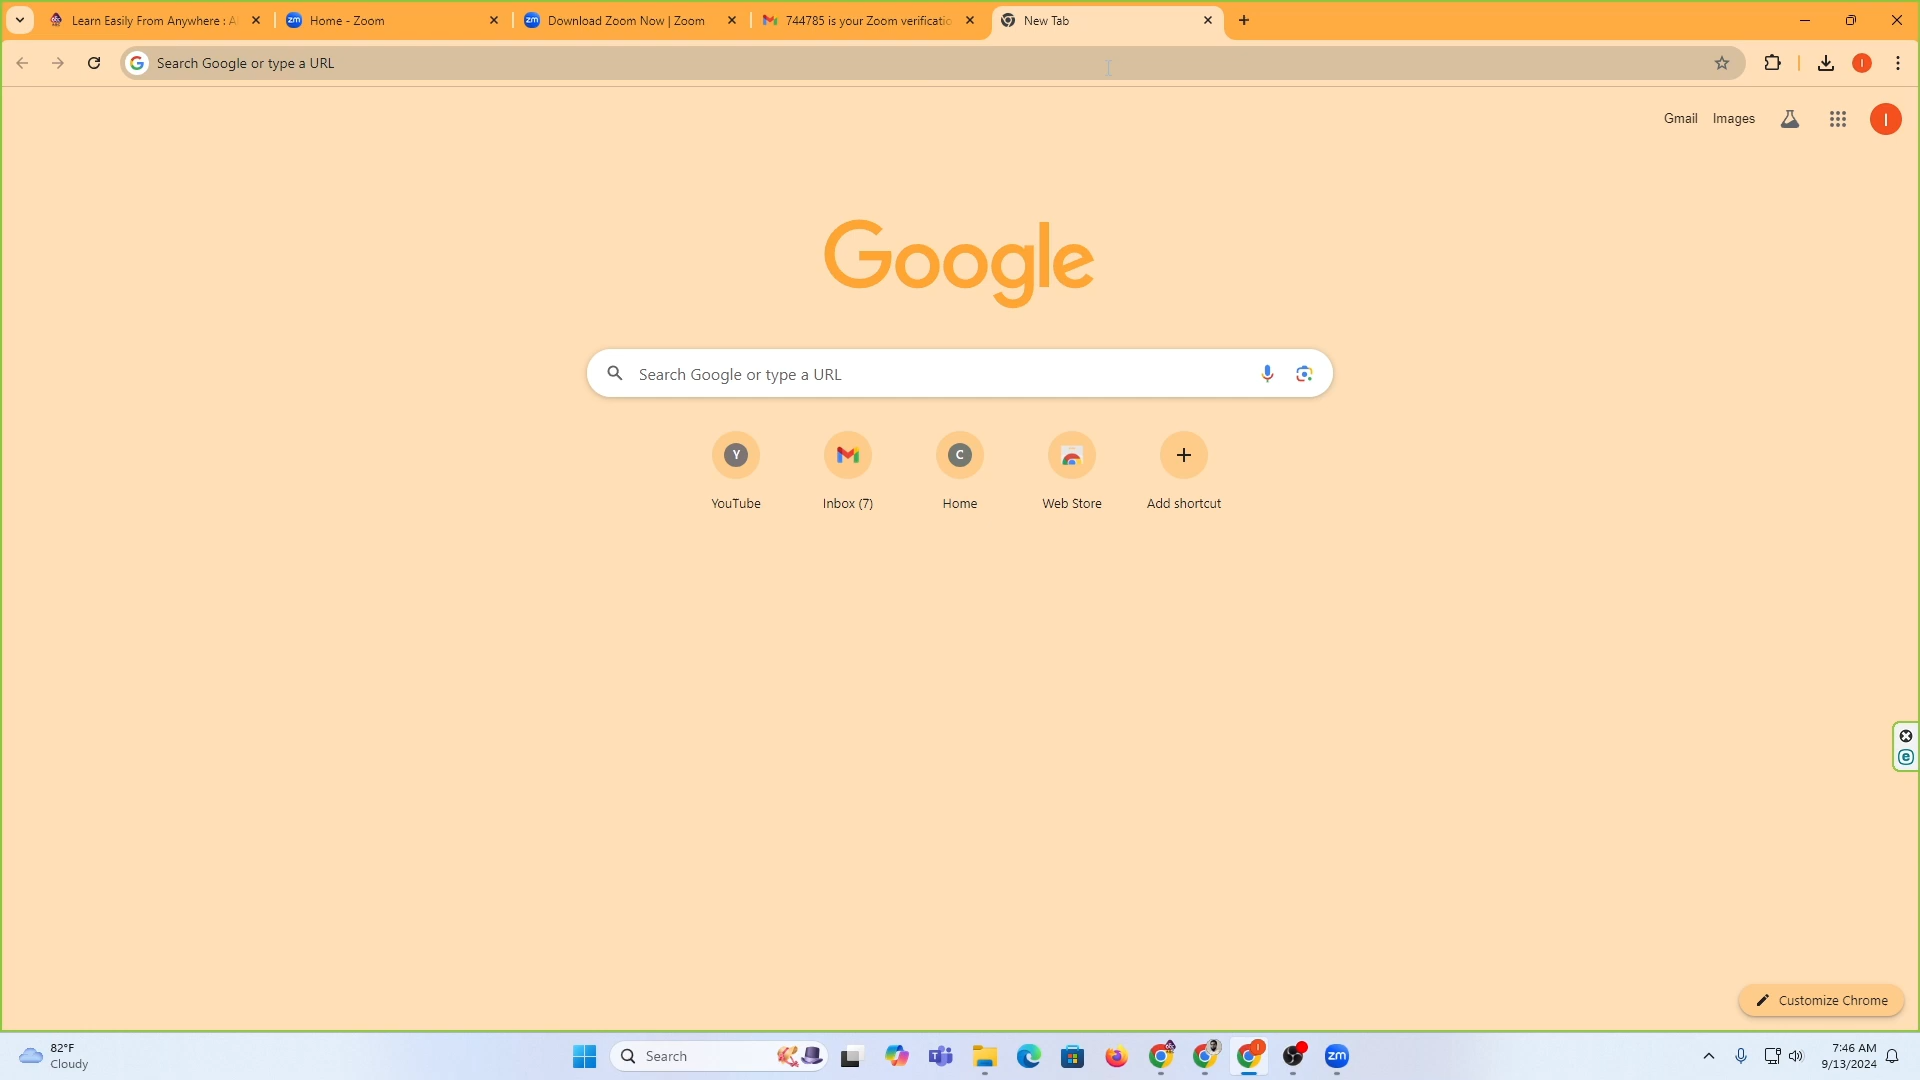 Learn Easily From Anywhere : A
Home - Zoom
Download Zoom Now | Zoom
744785 is your Zoom verificatio
New Tab
Search Google or type a URL
Gmail
Images
I
Google
Search Google or type a URL
Y
C
YouTube
Inbox (7)
Home
Web Store
Add shortcut
Customize Chrome
82°F
Cloudy
Search
zm
7:46 AM
9/13/2024